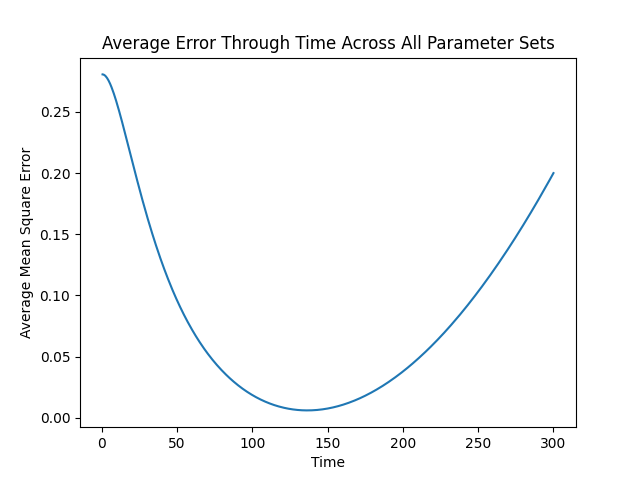 Average Error Through Time Across All Parameter Sets
Average Mean Square Error
0.25
0.20
0.15
0.10
0.05
0.00
0 50 100 150 200 250 300
Time